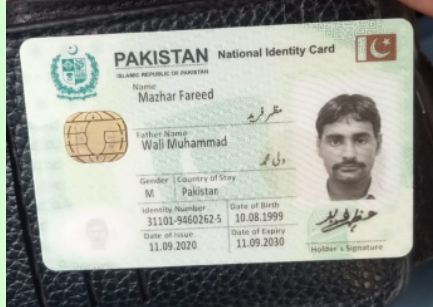 PAKISTAN National Identity Card
ISLAMIC REPUBLIC OF PAKISTAN
Name
Mazhar Fareed
مظہر فرید
Father Name
Wali Muhammad
ولی محمد
Gender Country of Stay
M Pakistan
Identity Number Date of Birth
31101-9460262-5 10.08.1999
Date of Issue Date of Expiry
11.09.2020 11.09.2030
Holder's Signature